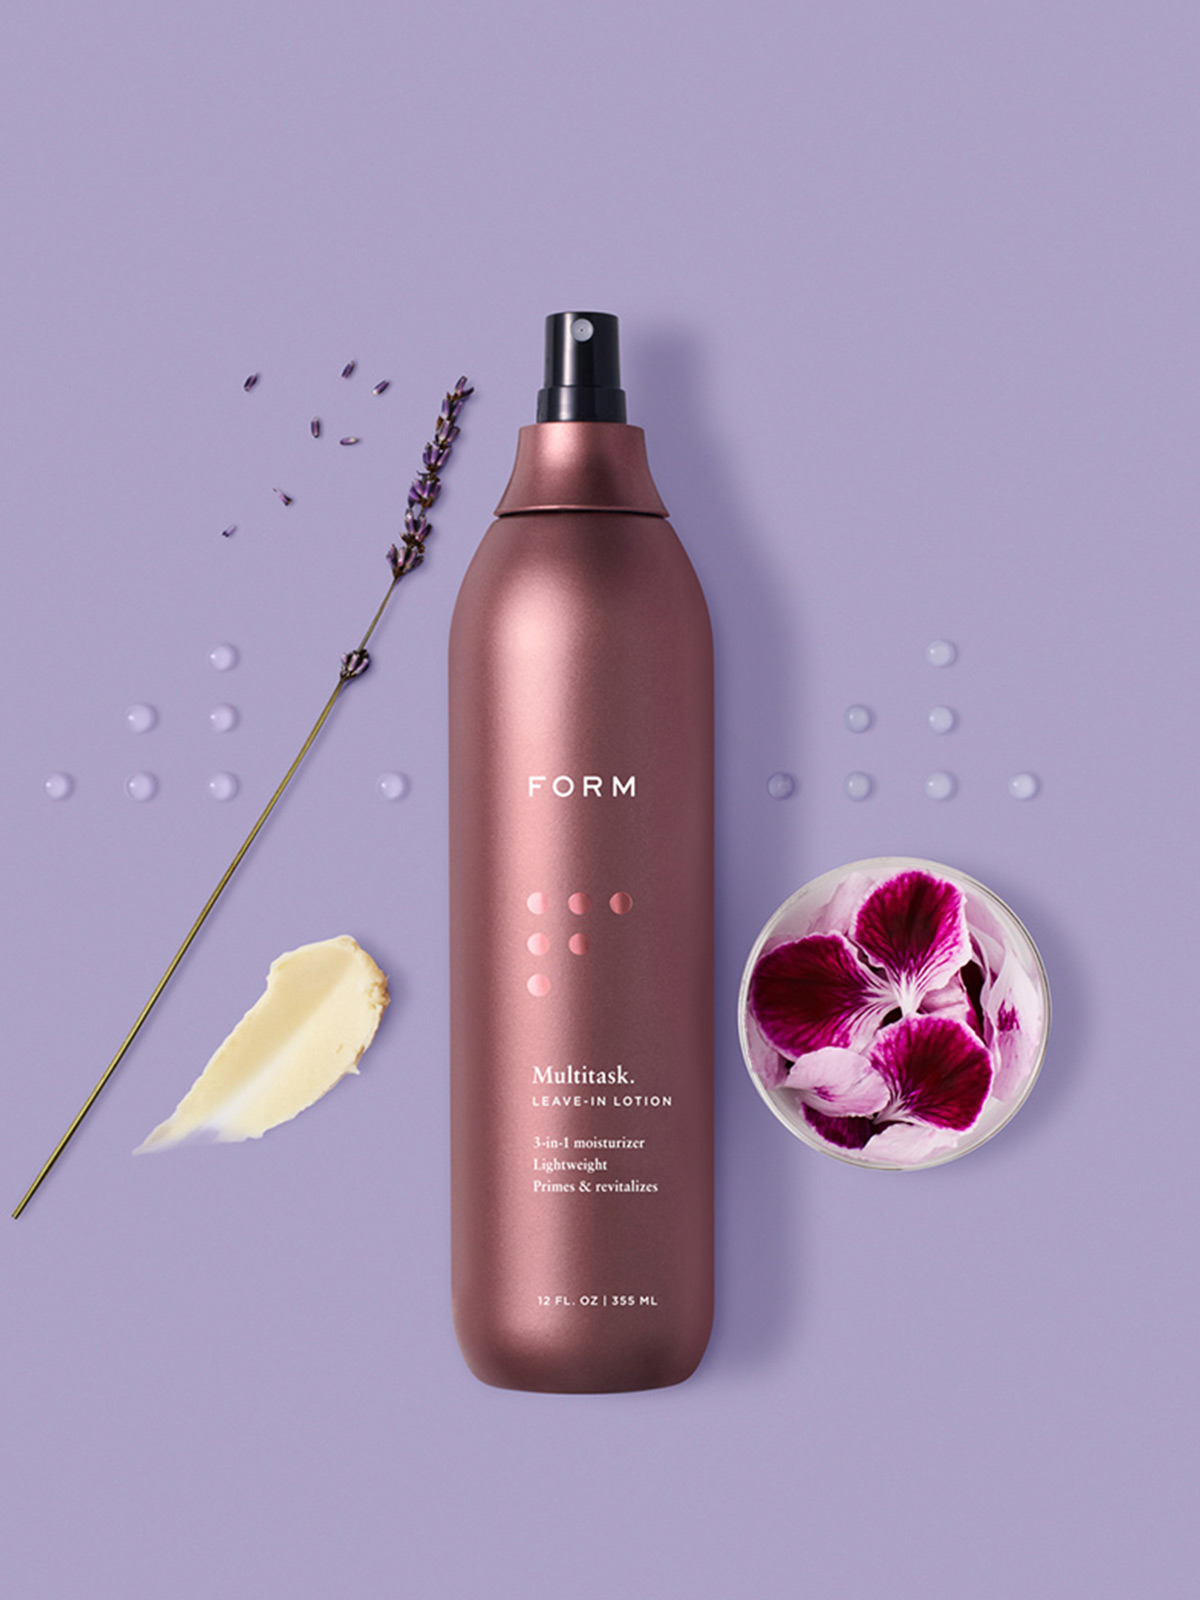 FORM
Multitask.
LEAVE-IN LOTION
3-in-1 moisturizer
Lightweight
Primes & revitalizes
12 FL. OZ | 355 ML